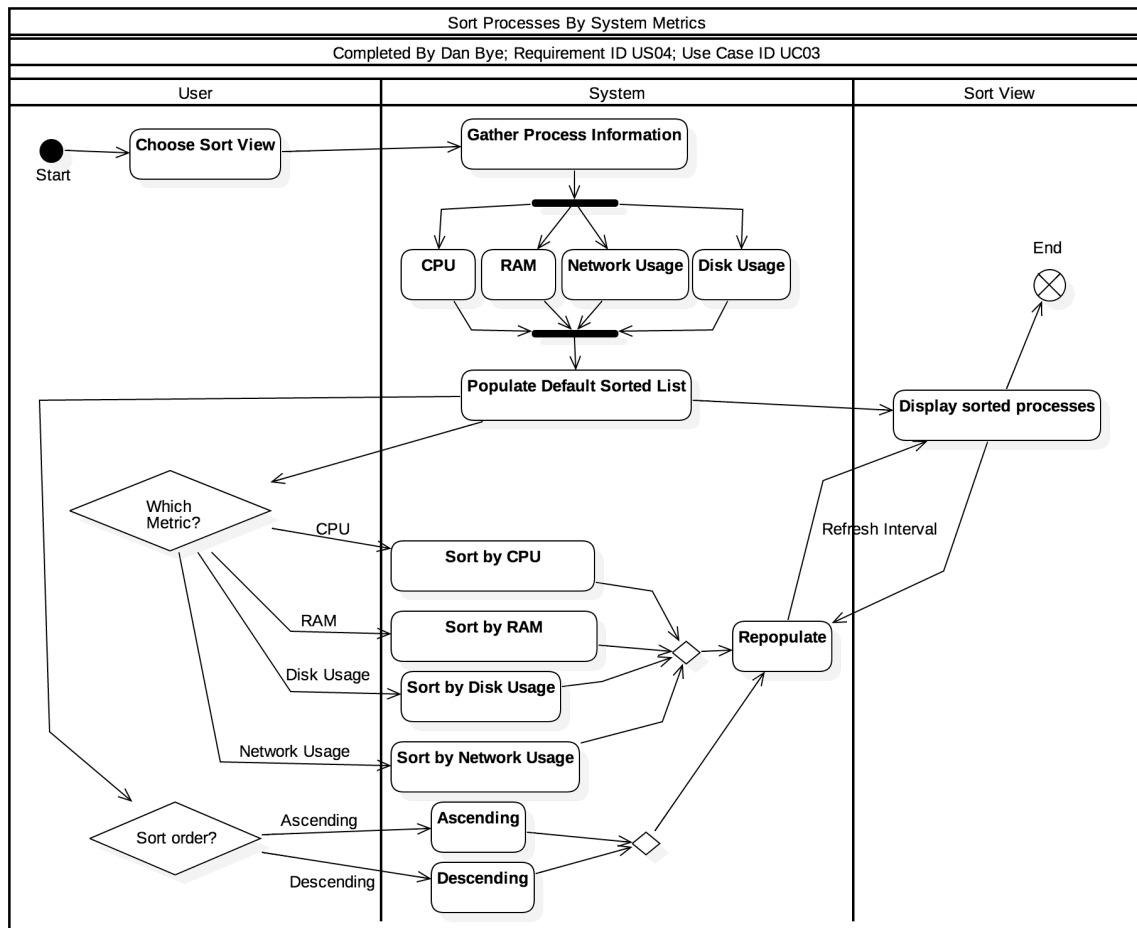 Sort Processes By System Metrics
Completed By Dan Bye; Requirement ID US04; Use Case ID UC03
User
System
Sort View
Start
Choose Sort View
Gather Process Information
CPU
RAM
Network Usage
Disk Usage
End
Populate Default Sorted List
Display sorted processes
Which
Metric?
CPU
Sort by CPU
Refresh Interval
RAM
Sort by RAM
Repopulate
Disk Usage
Sort by Disk Usage
Network Usage
Sort by Network Usage
Sort order?
Ascending
Ascending
Descending
Descending